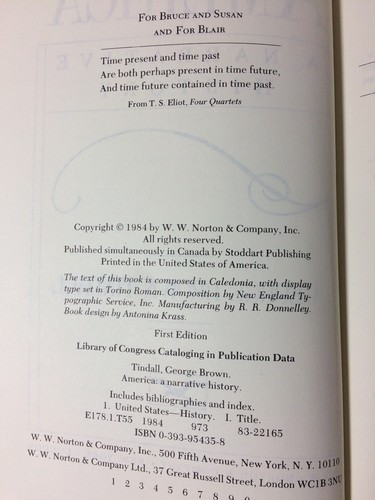 FOR BRUCE AND SUSAN
AND FOR BLAIR
Time present and time past
Are both perhaps present in time future,
And time future contained in time past.
From T. S. Eliot, Four Quartets
Copyright © 1984 by W. W. Norton & Company, Inc.
All rights reserved.
Published simultaneously in Canada by Stoddart Publishing
Printed in the United States of America.
The text of this book is composed in Caledonia, with display
type set in Torino Roman. Composition by New England Ty-
pographic Service, Inc. Manufacturing by R. R. Donnelley.
Book design by Antonina Krass.
First Edition
Library of Congress Cataloging in Publication Data
Tindall, George Brown.
America: a narrative history.
Includes bibliographies and index.
1. United States—History. I. Title.
E178.1.T55 1984 973 83-22165
ISBN 0-393-95435-8
W. W. Norton & Company, Inc., 500 Fifth Avenue, New York, N. Y. 10110
W. W. Norton & Company Ltd., 37 Great Russell Street, London WC1B 3NU
1 2 3 4 5 6 7 8 9 0